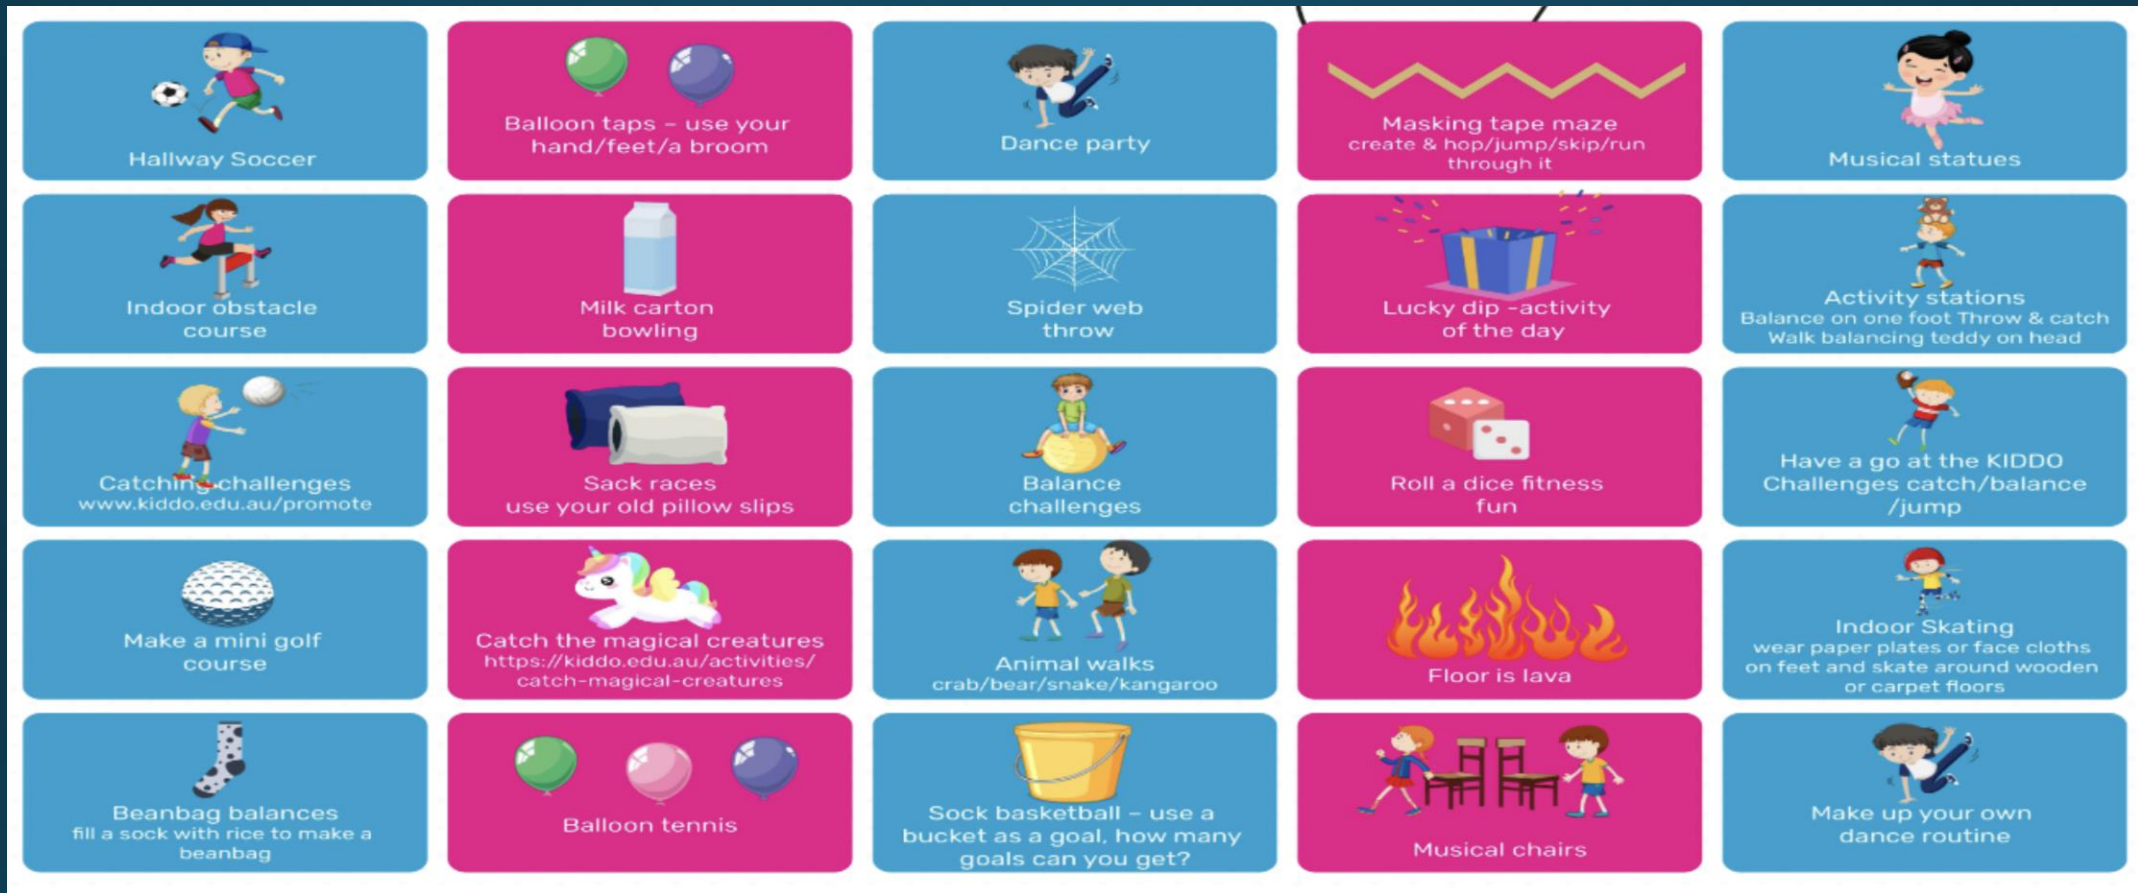 Hallway Soccer
Balloon taps – use your
hand/feet/a broom
Dance party
Masking tape maze
create & hop/jump/skip/run
through it
Musical statues
Indoor obstacle
course
Milk carton
bowling
Spider web
throw
Lucky dip -activity
of the day
Activity stations
Balance on one foot Throw & catch
Walk balancing teddy on head
Catching challenges
www.kiddo.edu.au/promote
Sack races
use your old pillow slips
Balance
challenges
Roll a dice fitness
fun
Have a go at the KIDDO
Challenges catch/balance
/jump
Make a mini golf
course
Catch the magical creatures
https://kiddo.edu.au/activities/
catch-magical-creatures
Animal walks
crab/bear/snake/kangaroo
Floor is lava
Indoor Skating
wear paper plates or face cloths
on feet and skate around wooden
or carpet floors
Beanbag balances
fill a sock with rice to make a
beanbag
Balloon tennis
Sock basketball – use a
bucket as a goal, how many
goals can you get?
Musical chairs
Make up your own
dance routine